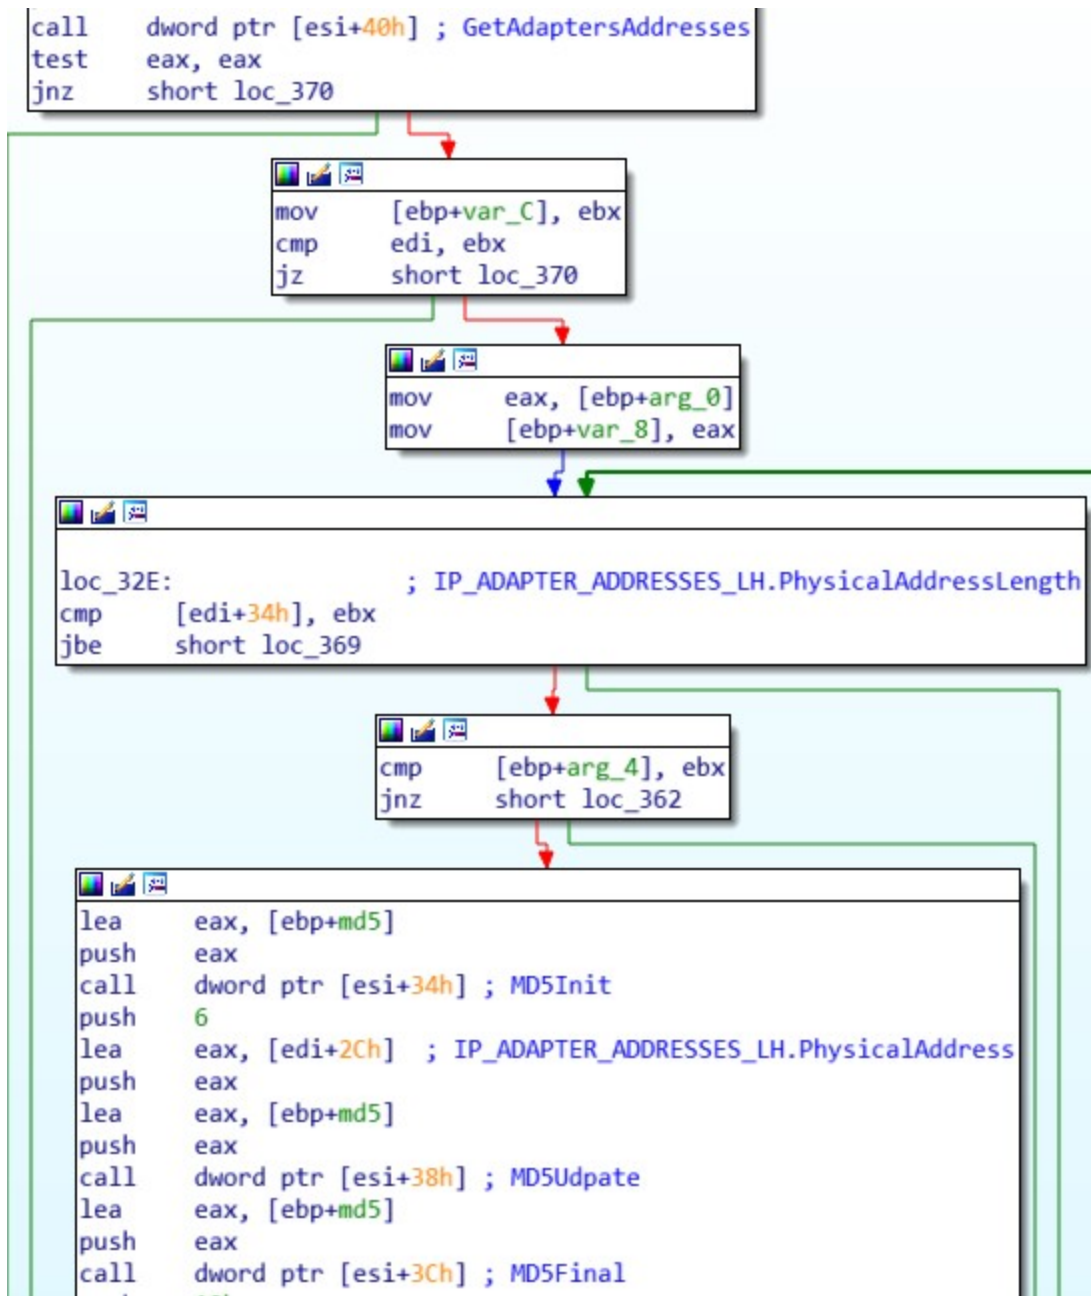 call dword ptr [esi+40h] ; GetAdaptersAddresses
test eax, eax
jnz short loc_370
mov [ebp+var_C], ebx
cmp edi, ebx
jz short loc_370
mov eax, [ebp+arg_0]
mov [ebp+var_8], eax
loc_32E: ; IP_ADAPTER_ADDRESSES_LH.PhysicalAddressLength
cmp [edi+34h], ebx
jbe short loc_369
cmp [ebp+arg_4], ebx
jnz short loc_362
lea eax, [ebp+md5]
push eax
call dword ptr [esi+34h] ; MD5Init
push 6
lea eax, [edi+2Ch] ; IP_ADAPTER_ADDRESSES_LH.PhysicalAddress
push eax
lea eax, [ebp+md5]
push eax
call dword ptr [esi+38h] ; MD5Udpate
lea eax, [ebp+md5]
push eax
call dword ptr [esi+3Ch] ; MD5Final